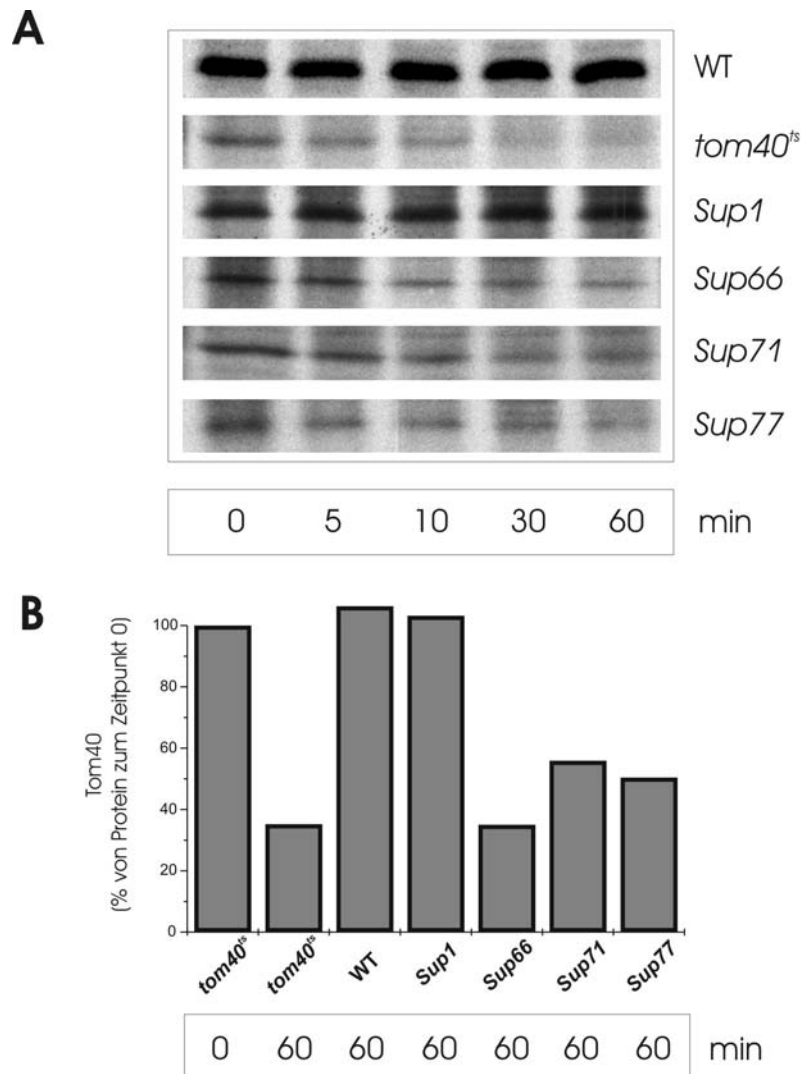 A
WT
tom40ts
Sup1
Sup66
Sup71
Sup77
0 5 10 30 60 min
B
Tom40
(% von Protein zum Zeitpunkt 0)
100
80
60
40
20
0
tom40ts tom40ts WT Sup1 Sup66 Sup71 Sup77
0 60 60 60 60 60 60 min